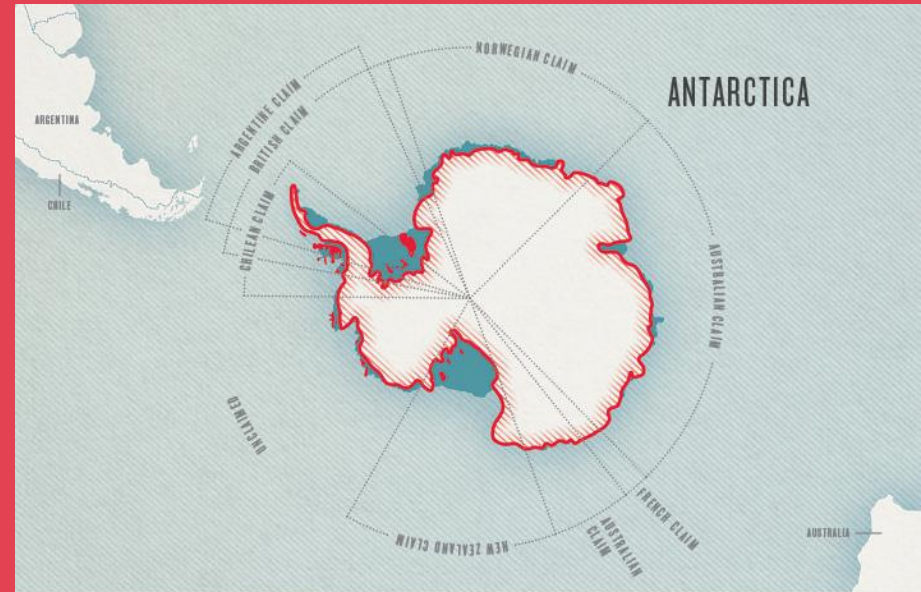 ANTARCTICA
NORWEGIAN CLAIM
ARGENTINE CLAIM
BRITISH CLAIM
CHILEAN CLAIM
ARGENTINA
CHILE
AUSTRALIAN CLAIM
UNCLAIMED
NEW ZEALAND CLAIM
AUSTRALIAN
CLAIM
FRENCH CLAIM
AUSTRALIA